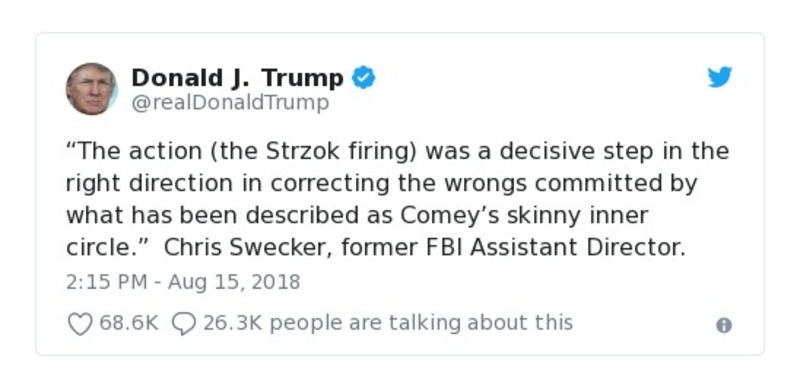 Donald J. Trump
@realDonaldTrump
“The action (the Strzok firing) was a decisive step in the
right direction in correcting the wrongs committed by
what has been described as Comey’s skinny inner
circle.”  Chris Swecker, former FBI Assistant Director.
2:15 PM - Aug 15, 2018
68.6K 26.3K people are talking about this